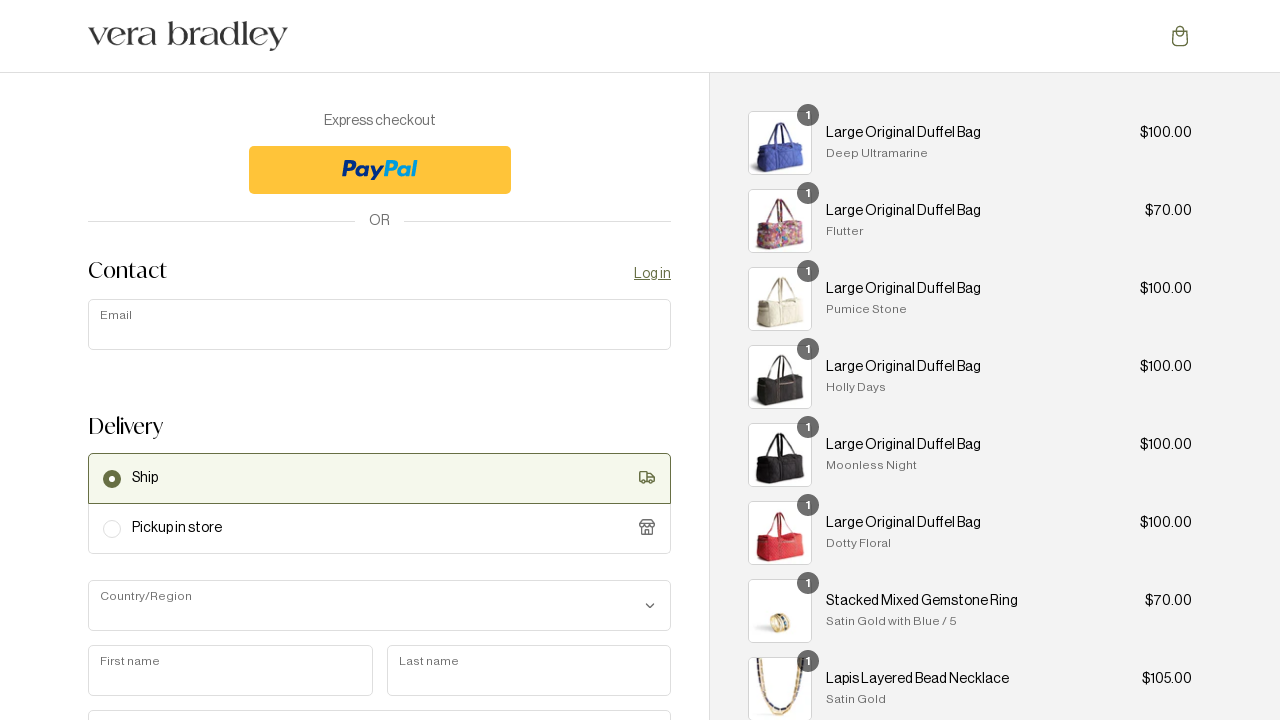 vera bradley
Express checkout
PayPal
OR
Contact
Log in
Email
Delivery
Ship
Pickup in store
Country/Region
First name
Last name
1
Large Original Duffel Bag
$100.00
Deep Ultramarine
1
Large Original Duffel Bag
$70.00
Flutter
1
Large Original Duffel Bag
$100.00
Pumice Stone
1
Large Original Duffel Bag
$100.00
Holly Days
1
Large Original Duffel Bag
$100.00
Moonless Night
1
Large Original Duffel Bag
$100.00
Dotty Floral
1
Stacked Mixed Gemstone Ring
$70.00
Satin Gold with Blue / 5
1
Lapis Layered Bead Necklace
$105.00
Satin Gold